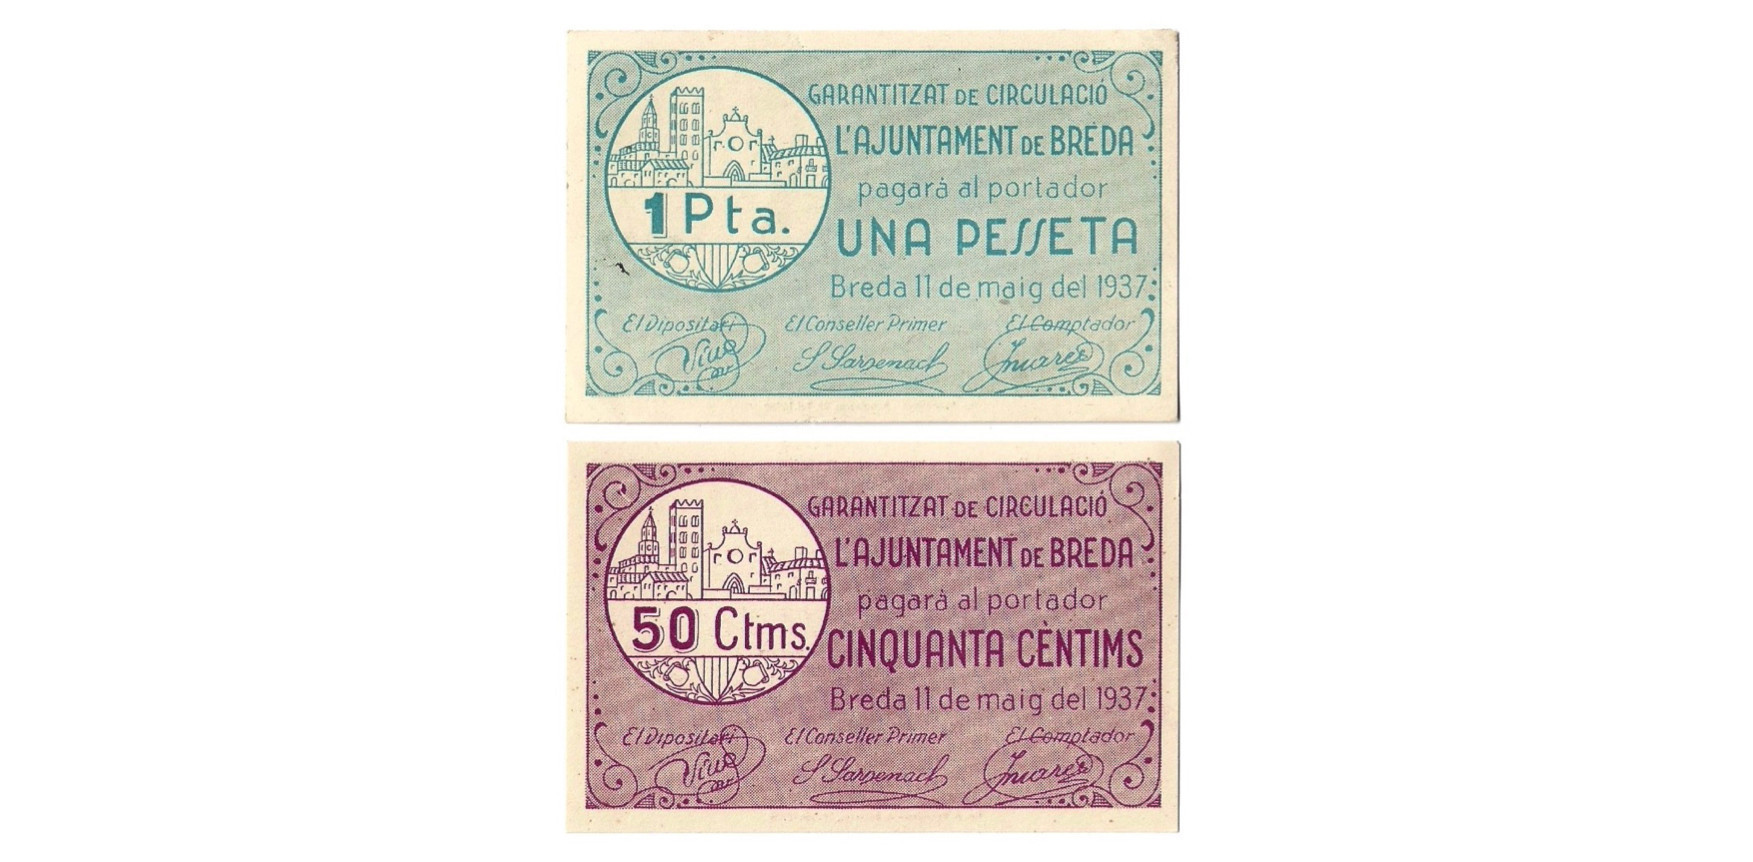 GARANTITZAT DE CIRCULACIÓ
L'AJUNTAMENT DE BREDA
pagarà al portador
1 Pta.
UNA PESSETA
Breda 11 de maig del 1937
El Dipositari El Conseller Primer El Comptador
GARANTITZAT DE CIRCULACIÓ
L'AJUNTAMENT DE BREDA
pagarà al portador
50 Ctms.
CINQUANTA CÈNTIMS
Breda 11 de maig del 1937
El Dipositari El Conseller Primer El Comptador